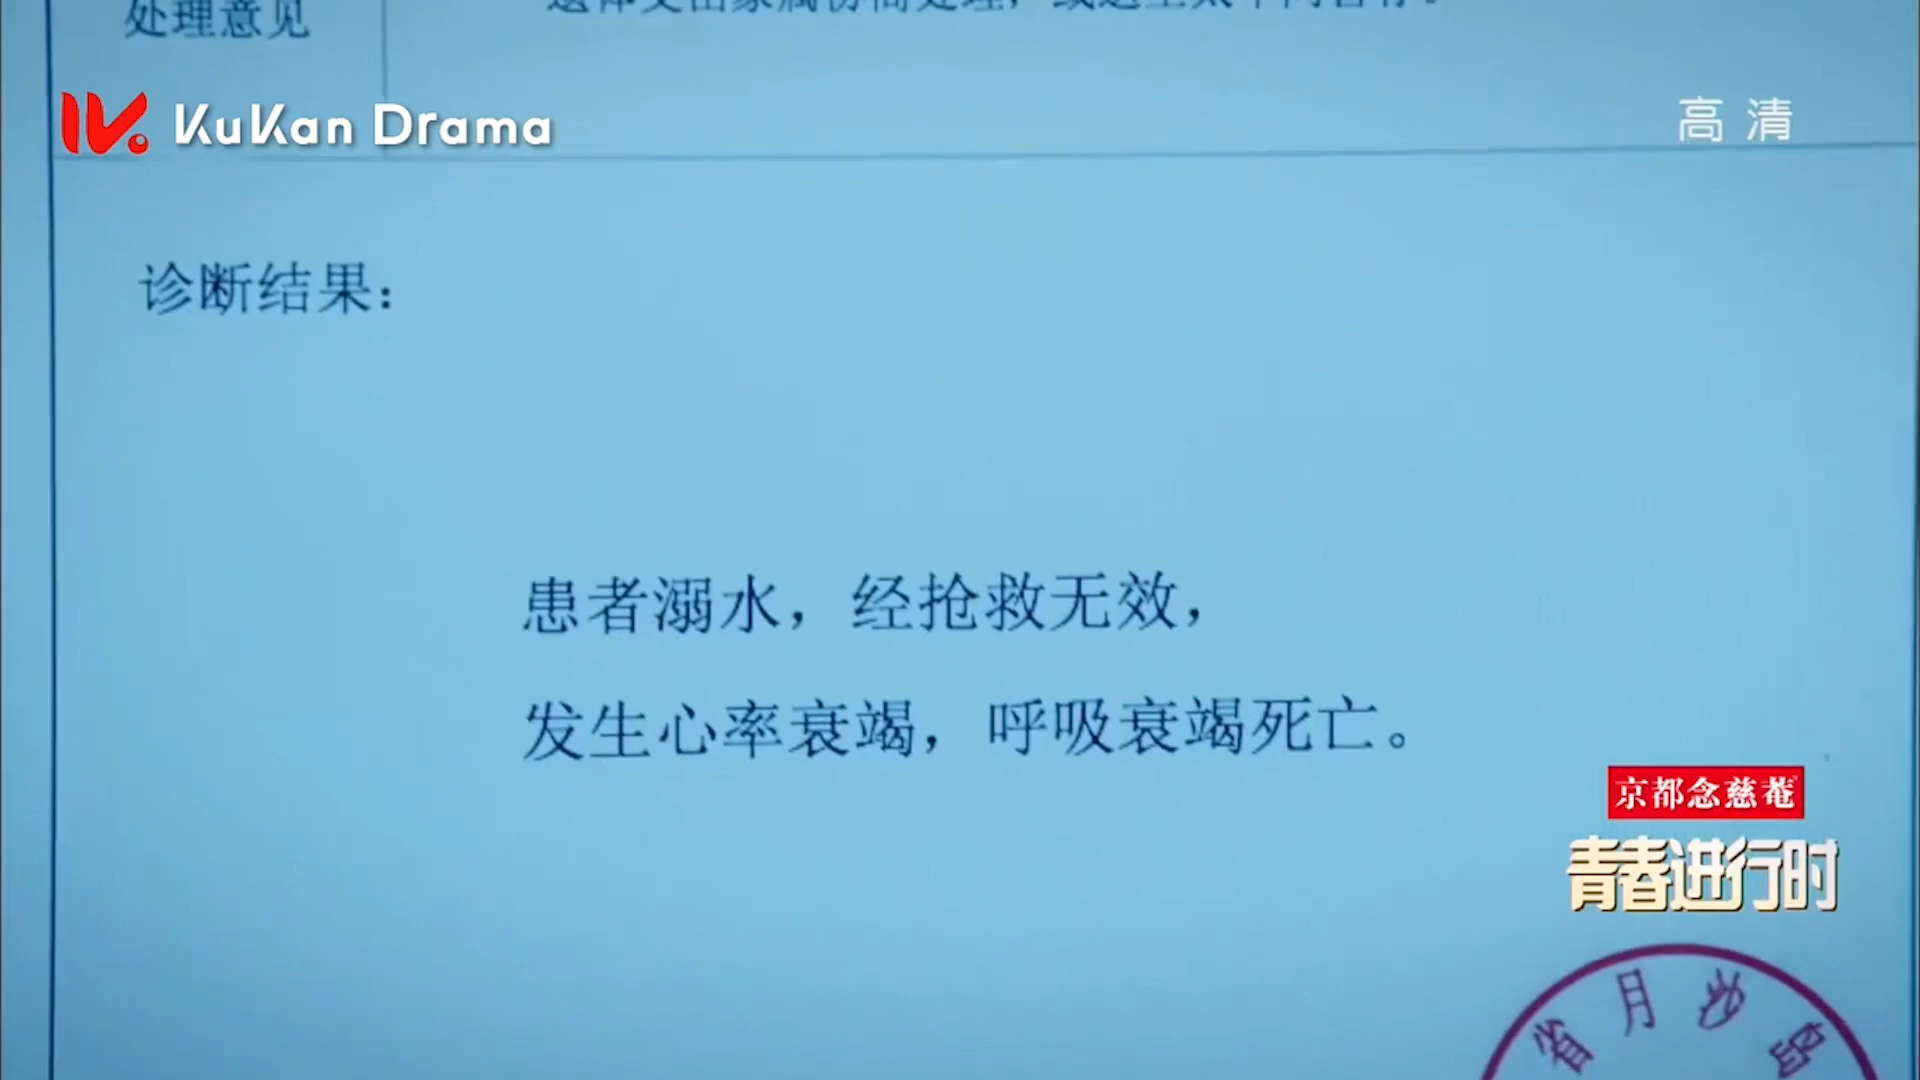 处理意见
KuKan Drama
高清
诊断结果：
患者溺水，经抢救无效，
发生心率衰竭，呼吸衰竭死亡。
京都念慈菴
青春进行时
省月沙岛